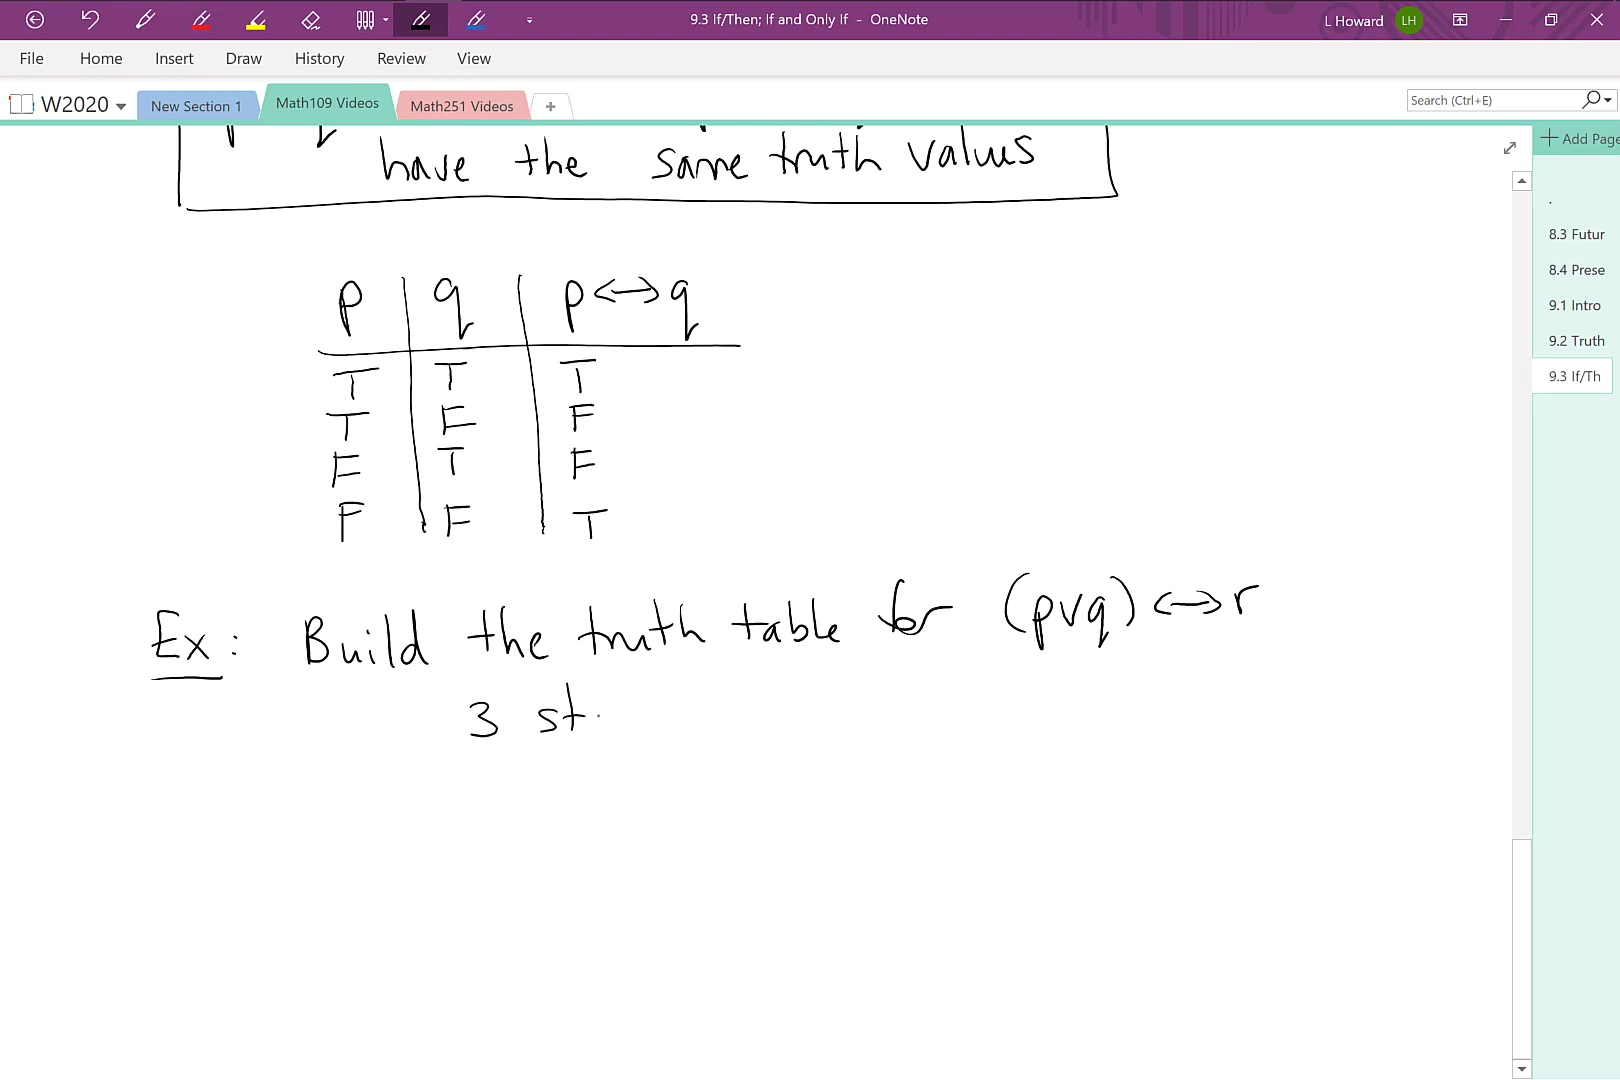 9.3 If/Then; If and Only If - OneNote
L Howard LH
File Home Insert Draw History Review View
W2020 New Section 1 Math109 Videos Math251 Videos
Search (Ctrl+E)
Add Page
.
8.3 Futur
8.4 Prese
9.1 Intro
9.2 Truth
9.3 If/Th
have the same truth values
p q p ↔ q
T T T
T F F
F T F
F F T
Ex: Build the truth table for (p∨q) ↔ r
3 st